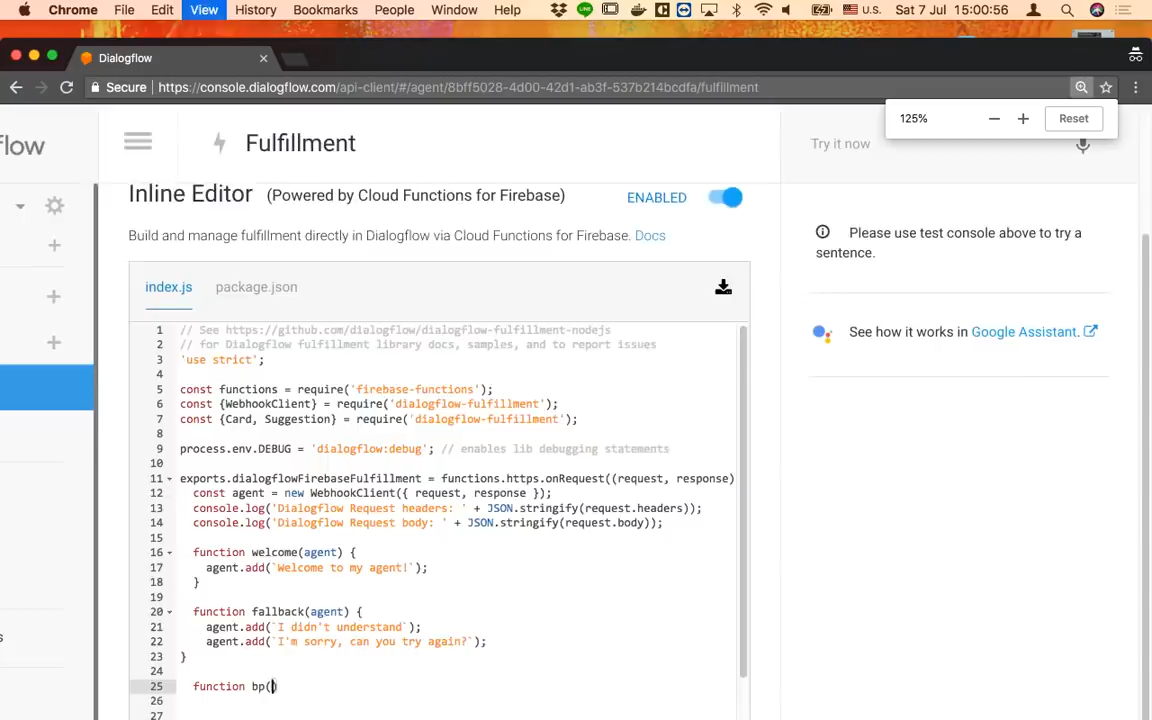 Chrome File Edit View History Bookmarks People Window Help U.S. Sat 7 Jul 15:00:56
Dialogflow
Secure https://console.dialogflow.com/api-client/#/agent/8bff5028-4d00-42d1-ab3f-537b214bcdfa/fulfillment
125% Reset
flow
Fulfillment
Try it now
Inline Editor (Powered by Cloud Functions for Firebase) ENABLED
Build and manage fulfillment directly in Dialogflow via Cloud Functions for Firebase. Docs
Please use test console above to try a
sentence.
See how it works in Google Assistant.
index.js package.json
1 // See https://github.com/dialogflow/dialogflow-fulfillment-nodejs
2 // for Dialogflow fulfillment library docs, samples, and to report issues
3 'use strict';
4
5 const functions = require('firebase-functions');
6 const {WebhookClient} = require('dialogflow-fulfillment');
7 const {Card, Suggestion} = require('dialogflow-fulfillment');
8
9 process.env.DEBUG = 'dialogflow:debug'; // enables lib debugging statements
10
11 exports.dialogflowFirebaseFulfillment = functions.https.onRequest((request, response)
12 const agent = new WebhookClient({ request, response });
13 console.log('Dialogflow Request headers: ' + JSON.stringify(request.headers));
14 console.log('Dialogflow Request body: ' + JSON.stringify(request.body));
15
16 function welcome(agent) {
17 agent.add(`Welcome to my agent!`);
18 }
19
20 function fallback(agent) {
21 agent.add(`I didn't understand`);
22 agent.add(`I'm sorry, can you try again?`);
23 }
24
25 function bp()
26
27
s